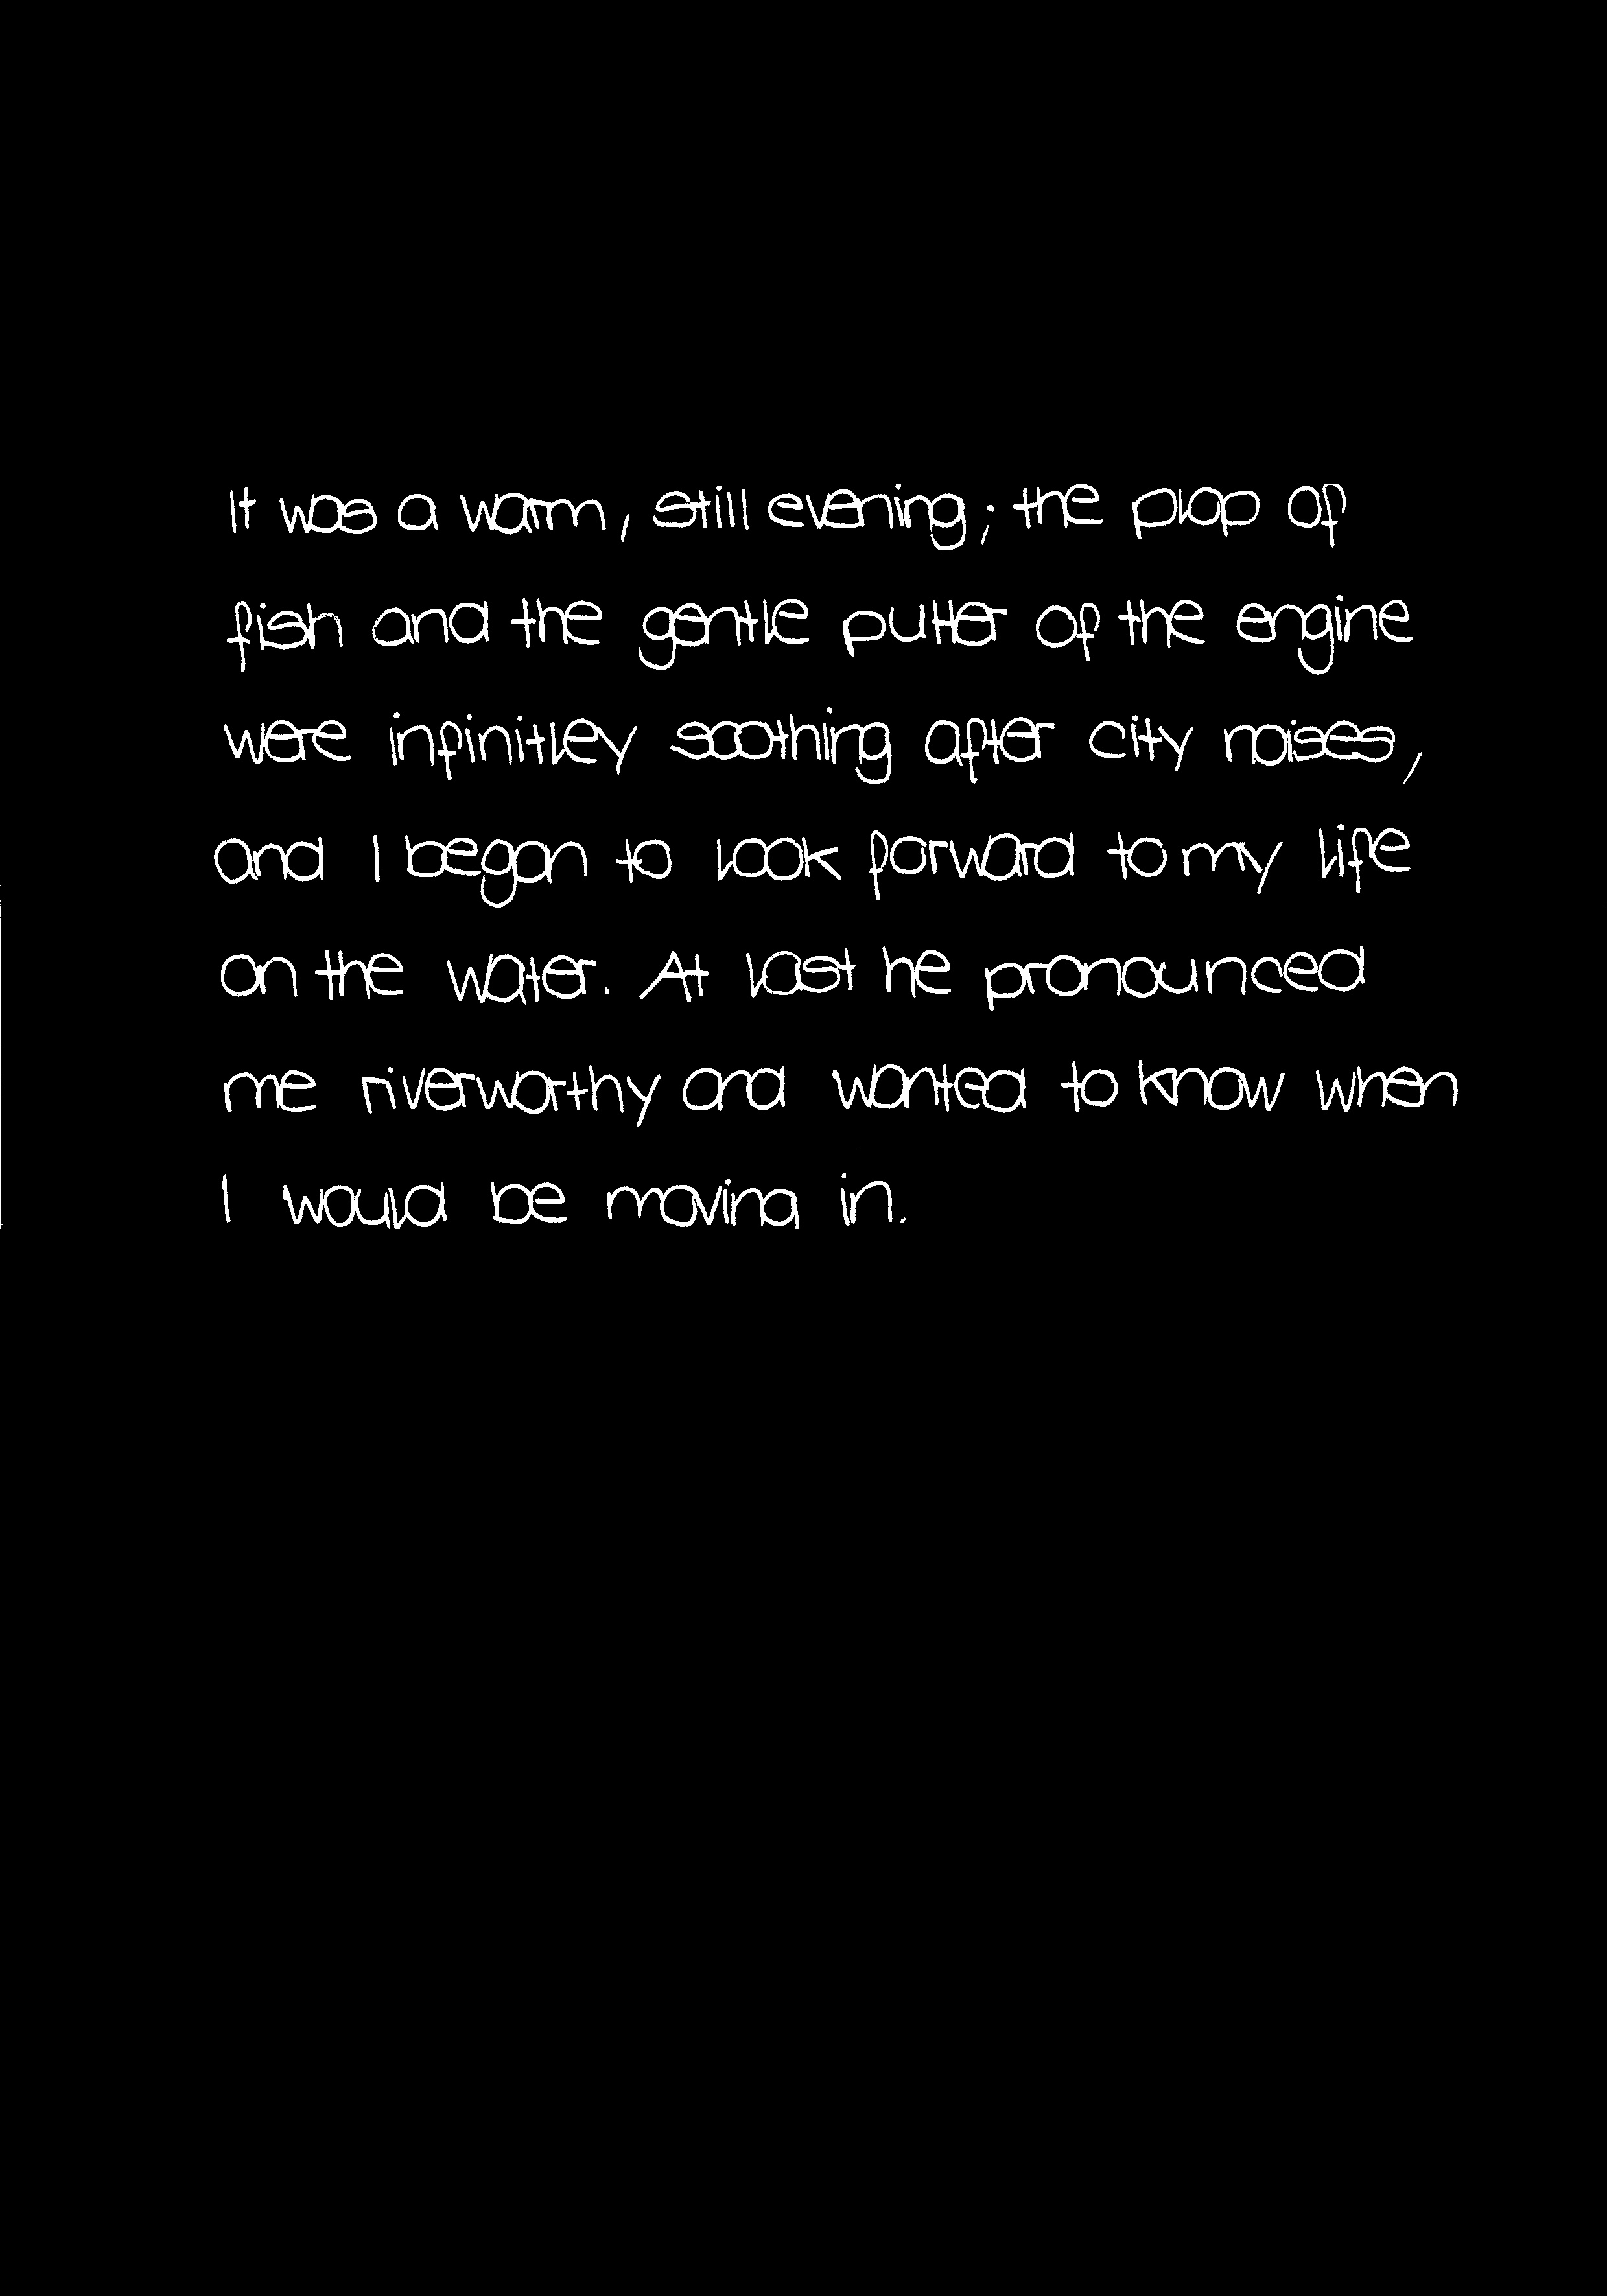 It was a warm, still evening; the plop of
fish and the gentle putter of the engine
were infinitley soothing after city noises,
and I began to look forward to my life
on the water. At last he pronounced
me riverworthy and wanted to know when
I would be moving in.